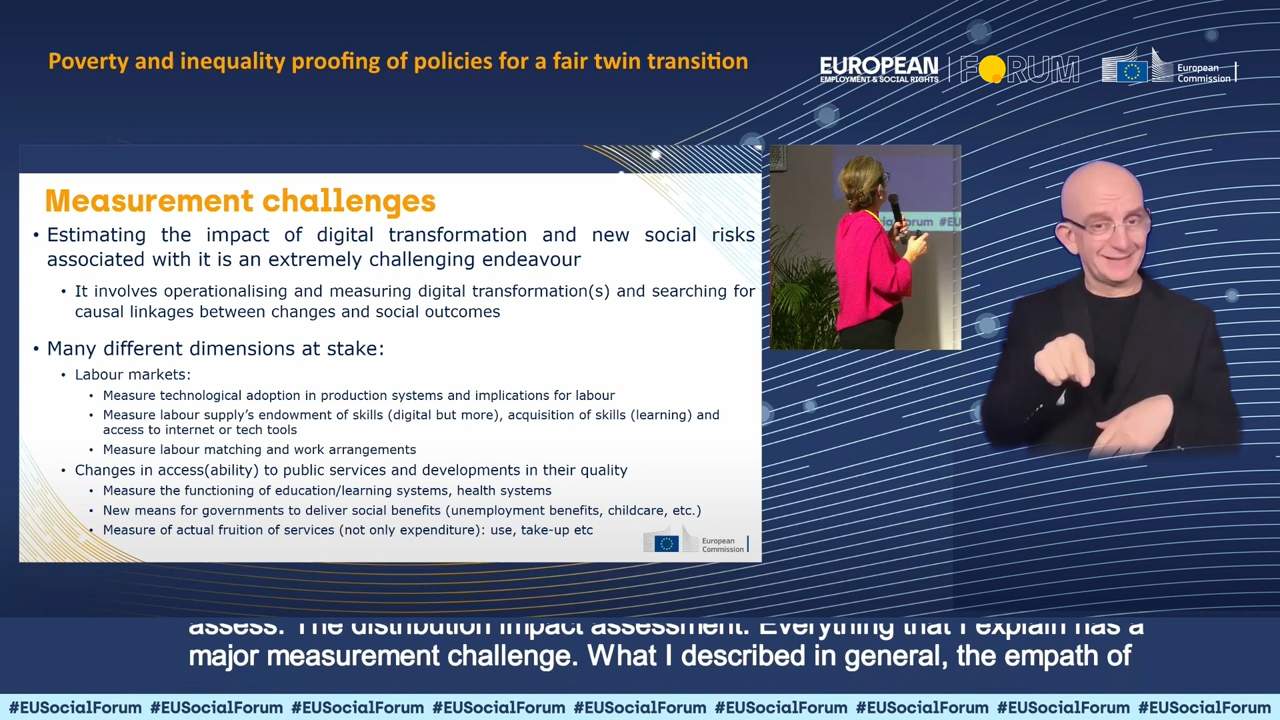 Poverty and inequality proofing of policies for a fair twin transition
EUROPEAN
EMPLOYMENT & SOCIAL RIGHTS
FORUM
European
Commission
Measurement challenges
• Estimating the impact of digital transformation and new social risks
associated with it is an extremely challenging endeavour
• It involves operationalising and measuring digital transformation(s) and searching for
causal linkages between changes and social outcomes
• Many different dimensions at stake:
• Labour markets:
• Measure technological adoption in production systems and implications for labour
• Measure labour supply's endowment of skills (digital but more), acquisition of skills (learning) and
access to internet or tech tools
• Measure labour matching and work arrangements
• Changes in access(ability) to public services and developments in their quality
• Measure the functioning of education/learning systems, health systems
• New means for governments to deliver social benefits (unemployment benefits, childcare, etc.)
• Measure of actual fruition of services (not only expenditure): use, take-up etc
European
Commission
Forum #EU
assess. The distribution impact assessment. Everything that I explain has a
major measurement challenge. What I described in general, the empath of
#EUSocialForum #EUSocialForum #EUSocialForum #EUSocialForum #EUSocialForum #EUSocialForum #EUSocialForum #EUSocialForum #EUSocialForum